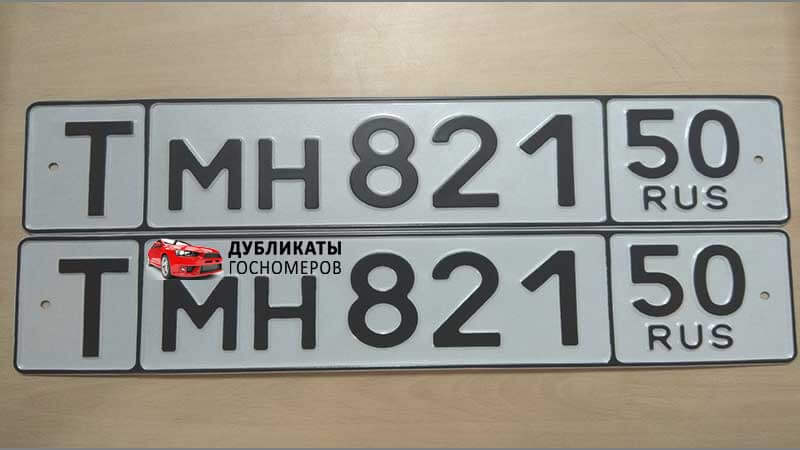 Т МН 821 50
RUS
ДУБЛИКАТЫ
ГОСНОМЕРОВ
Т МН 821 50
RUS